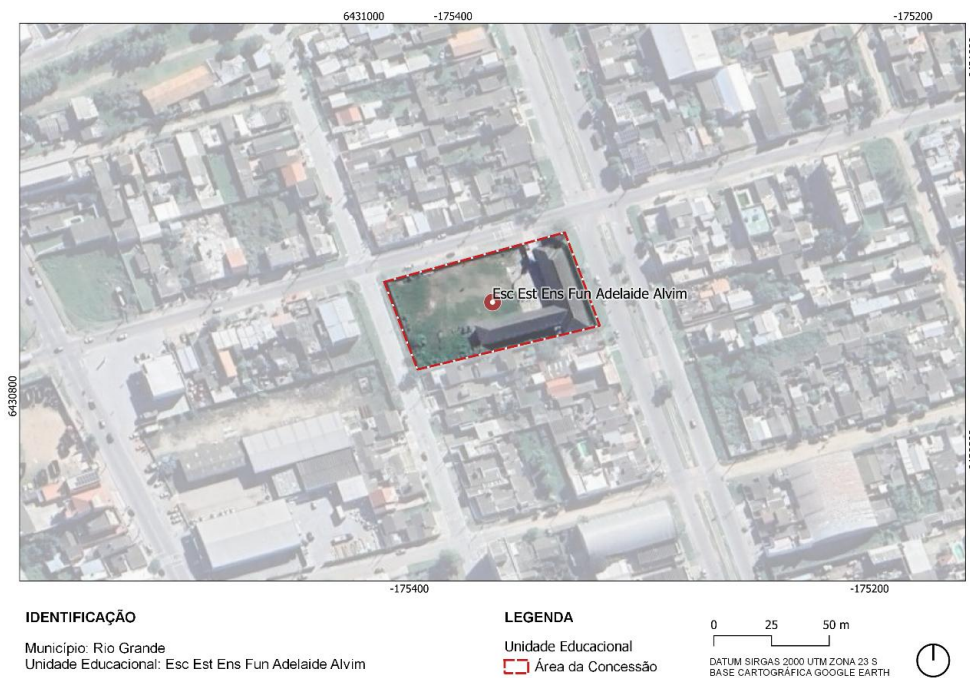 6431000 -175400 -175200
Esc Est Ens Fun Adelaide Alvim
6430800
-175400 -175200
IDENTIFICAÇÃO
Município: Rio Grande
Unidade Educacional: Esc Est Ens Fun Adelaide Alvim
LEGENDA
Unidade Educacional
Área da Concessão
0 25 50 m
DATUM SIRGAS 2000 UTM ZONA 23 S
BASE CARTOGRÁFICA GOOGLE EARTH